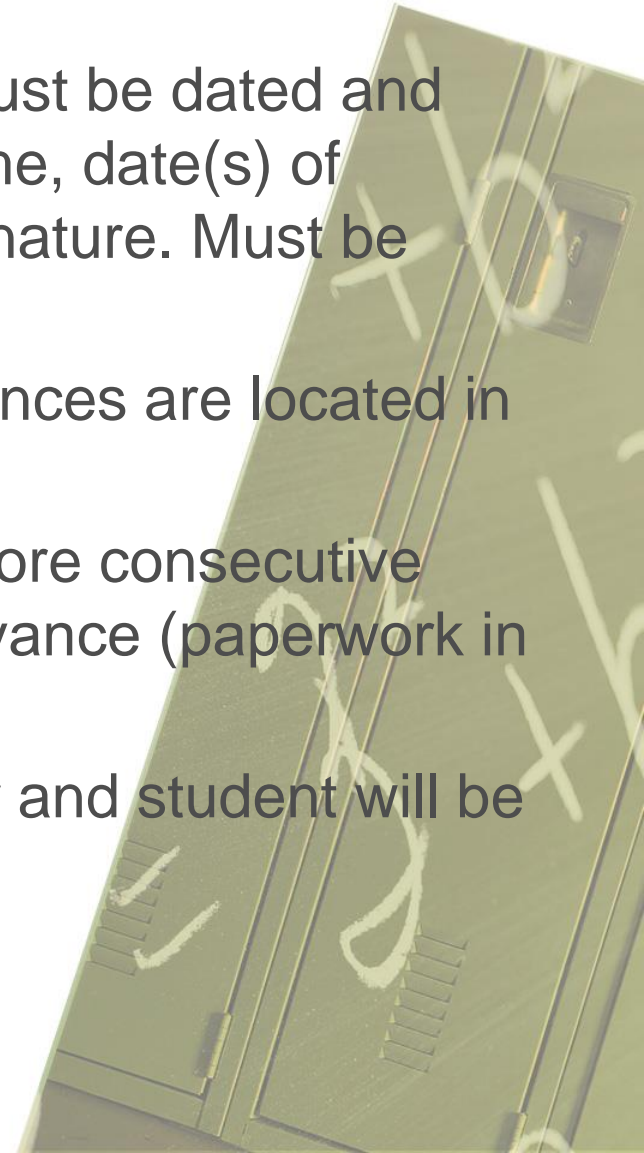 ust be dated and
ne, date(s) of
nature. Must be
nces are located in
ore consecutive
vance (paperwork in
and student will be